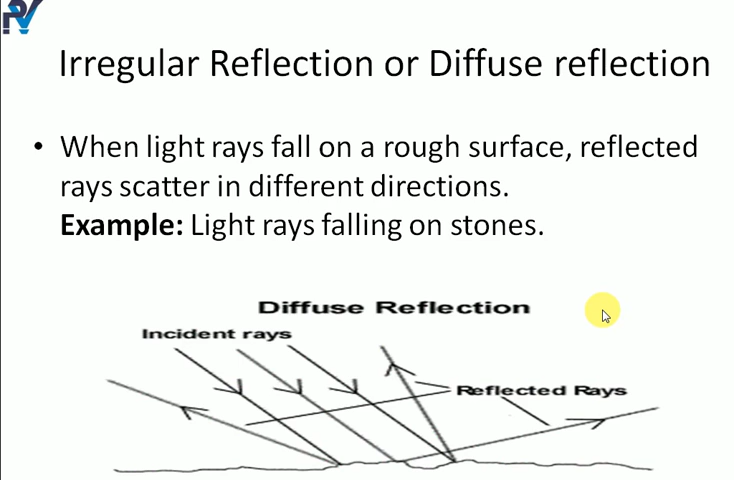 Irregular Reflection or Diffuse reflection
• When light rays fall on a rough surface, reflected
rays scatter in different directions.
Example: Light rays falling on stones.
Diffuse Reflection
Incident rays
Reflected Rays